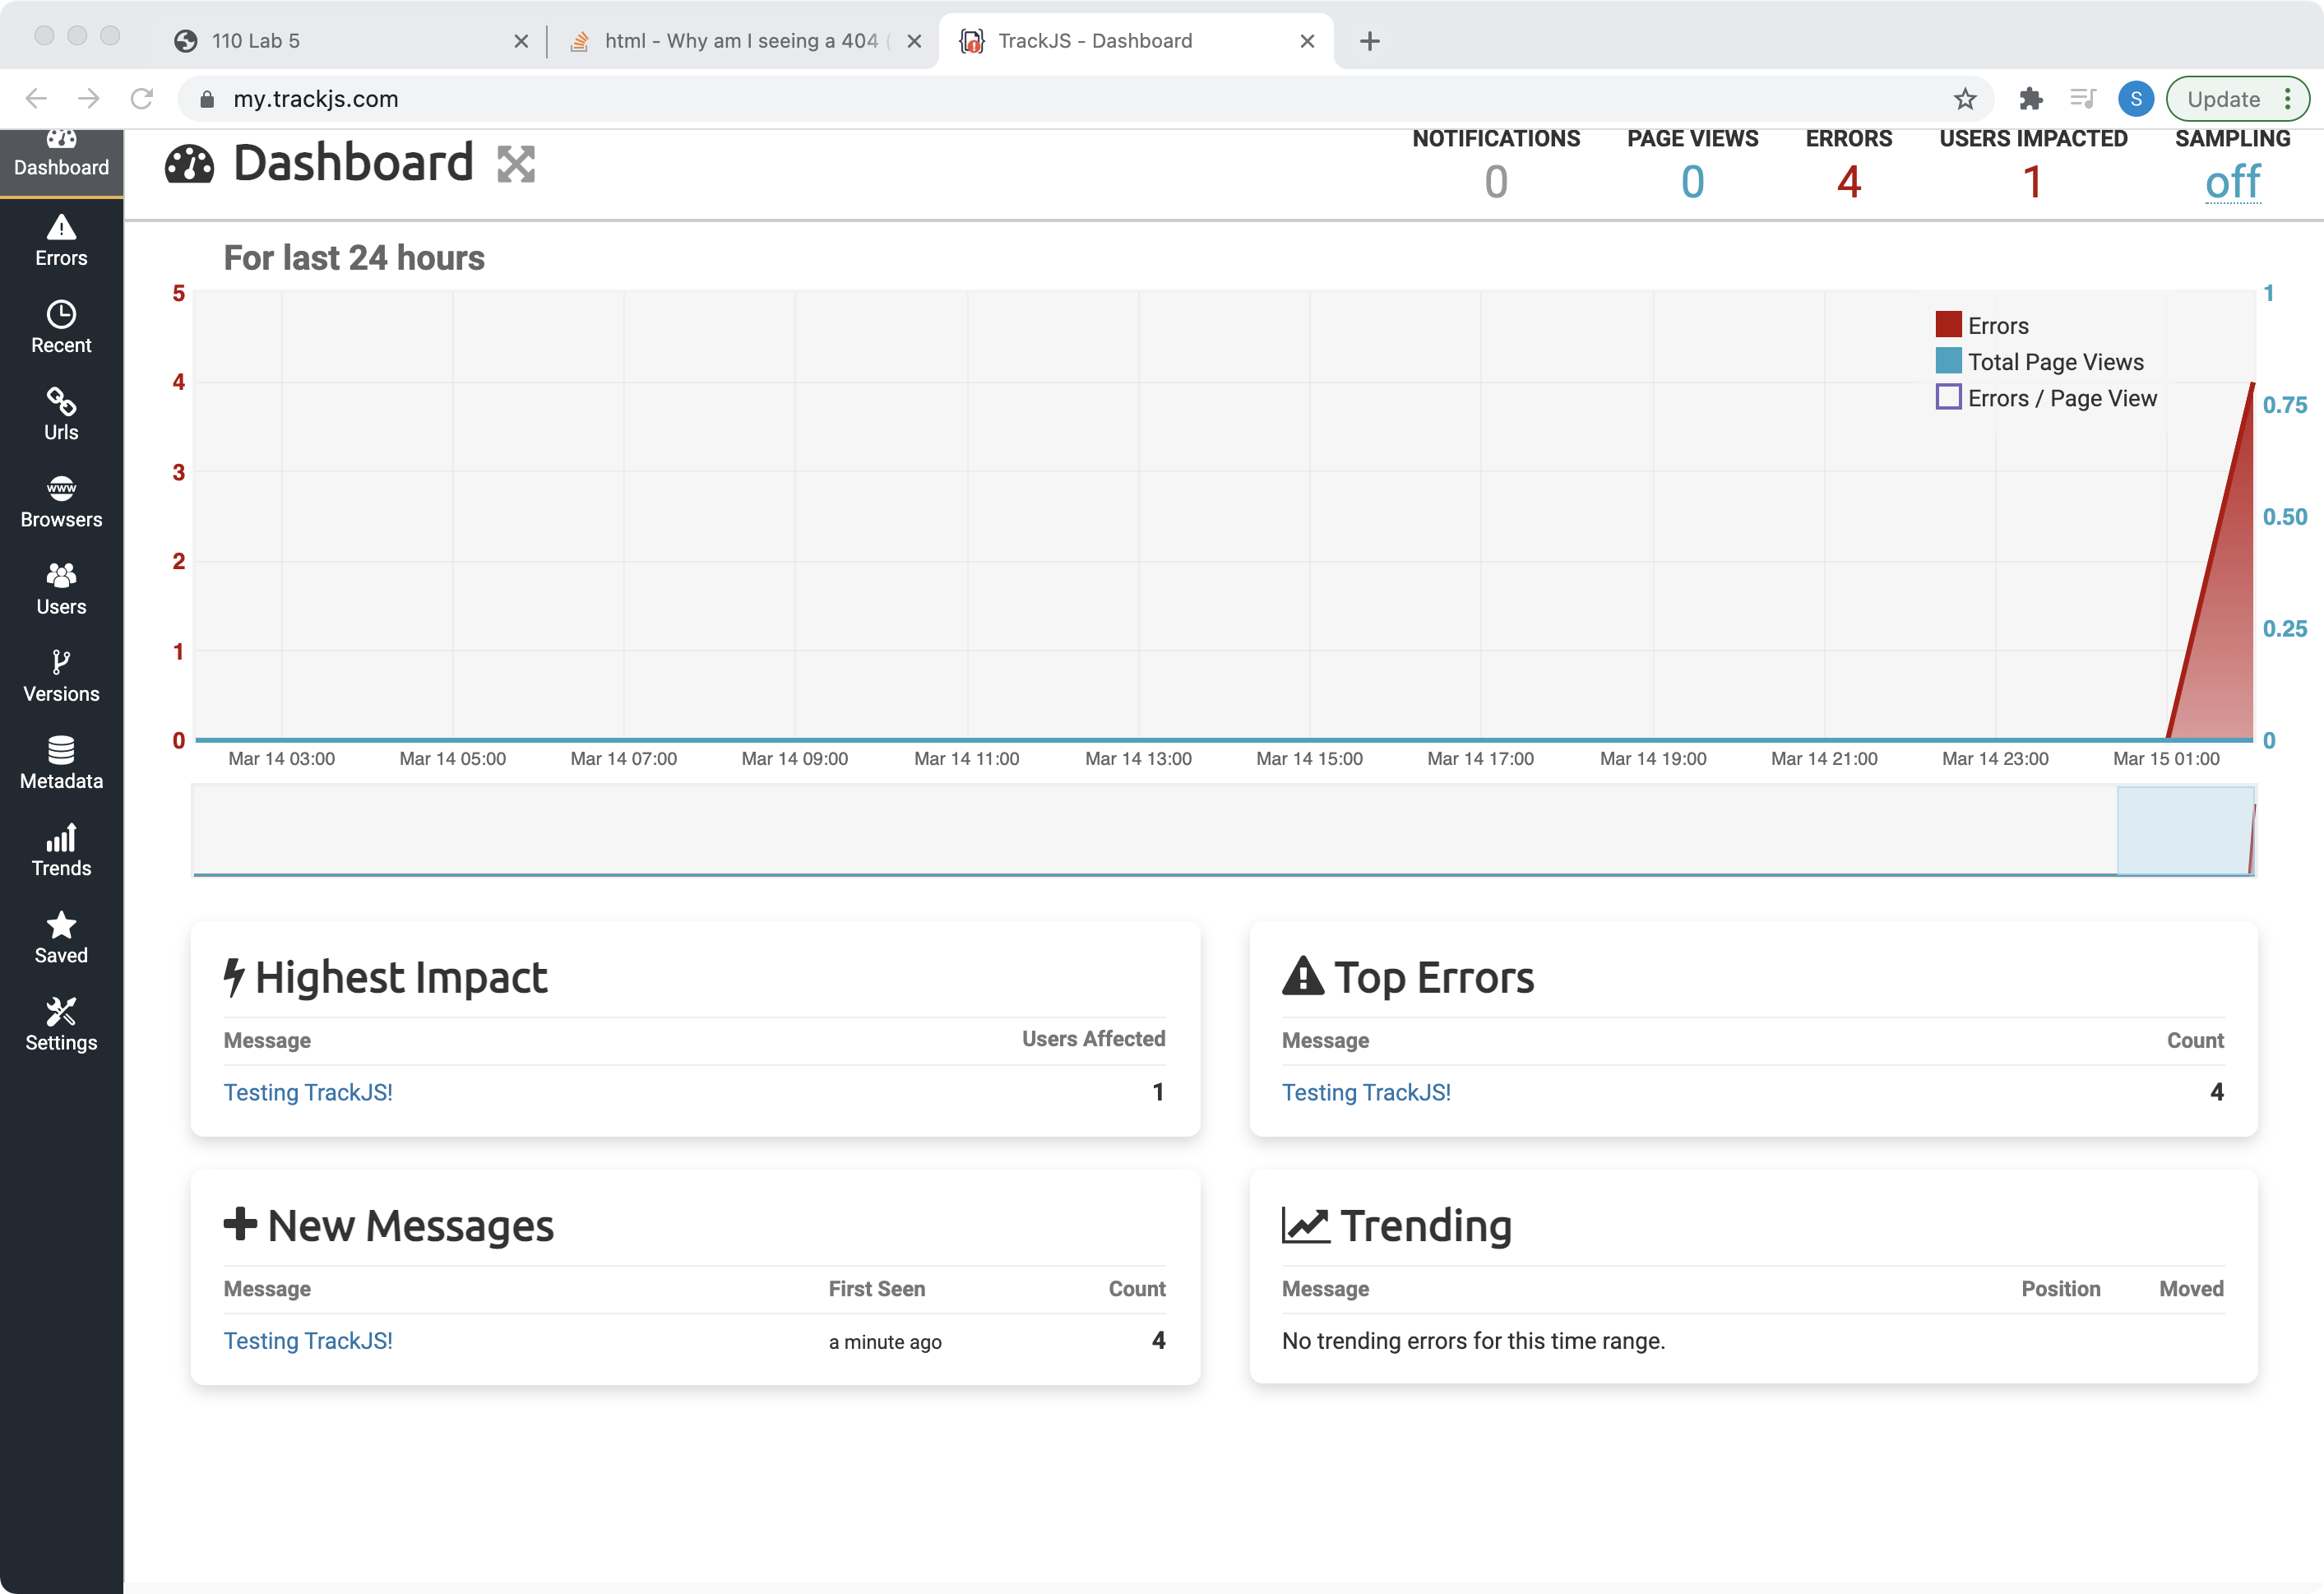 110 Lab 5
html - Why am I seeing a 404 (
TrackJS - Dashboard
my.trackjs.com
S
Update
Dashboard
Errors
Recent
Urls
www
Browsers
Users
Versions
Metadata
Trends
Saved
Settings
Dashboard
NOTIFICATIONS PAGE VIEWS ERRORS USERS IMPACTED SAMPLING
0 0 4 1 off
For last 24 hours
5
4
3
2
1
0
Errors
Total Page Views
Errors / Page View
1
0.75
0.50
0.25
0
Mar 14 03:00 Mar 14 05:00 Mar 14 07:00 Mar 14 09:00 Mar 14 11:00 Mar 14 13:00 Mar 14 15:00 Mar 14 17:00 Mar 14 19:00 Mar 14 21:00 Mar 14 23:00 Mar 15 01:00
Highest Impact
Message Users Affected
Testing TrackJS! 1
Top Errors
Message Count
Testing TrackJS! 4
New Messages
Message First Seen Count
Testing TrackJS! a minute ago 4
Trending
Message Position Moved
No trending errors for this time range.